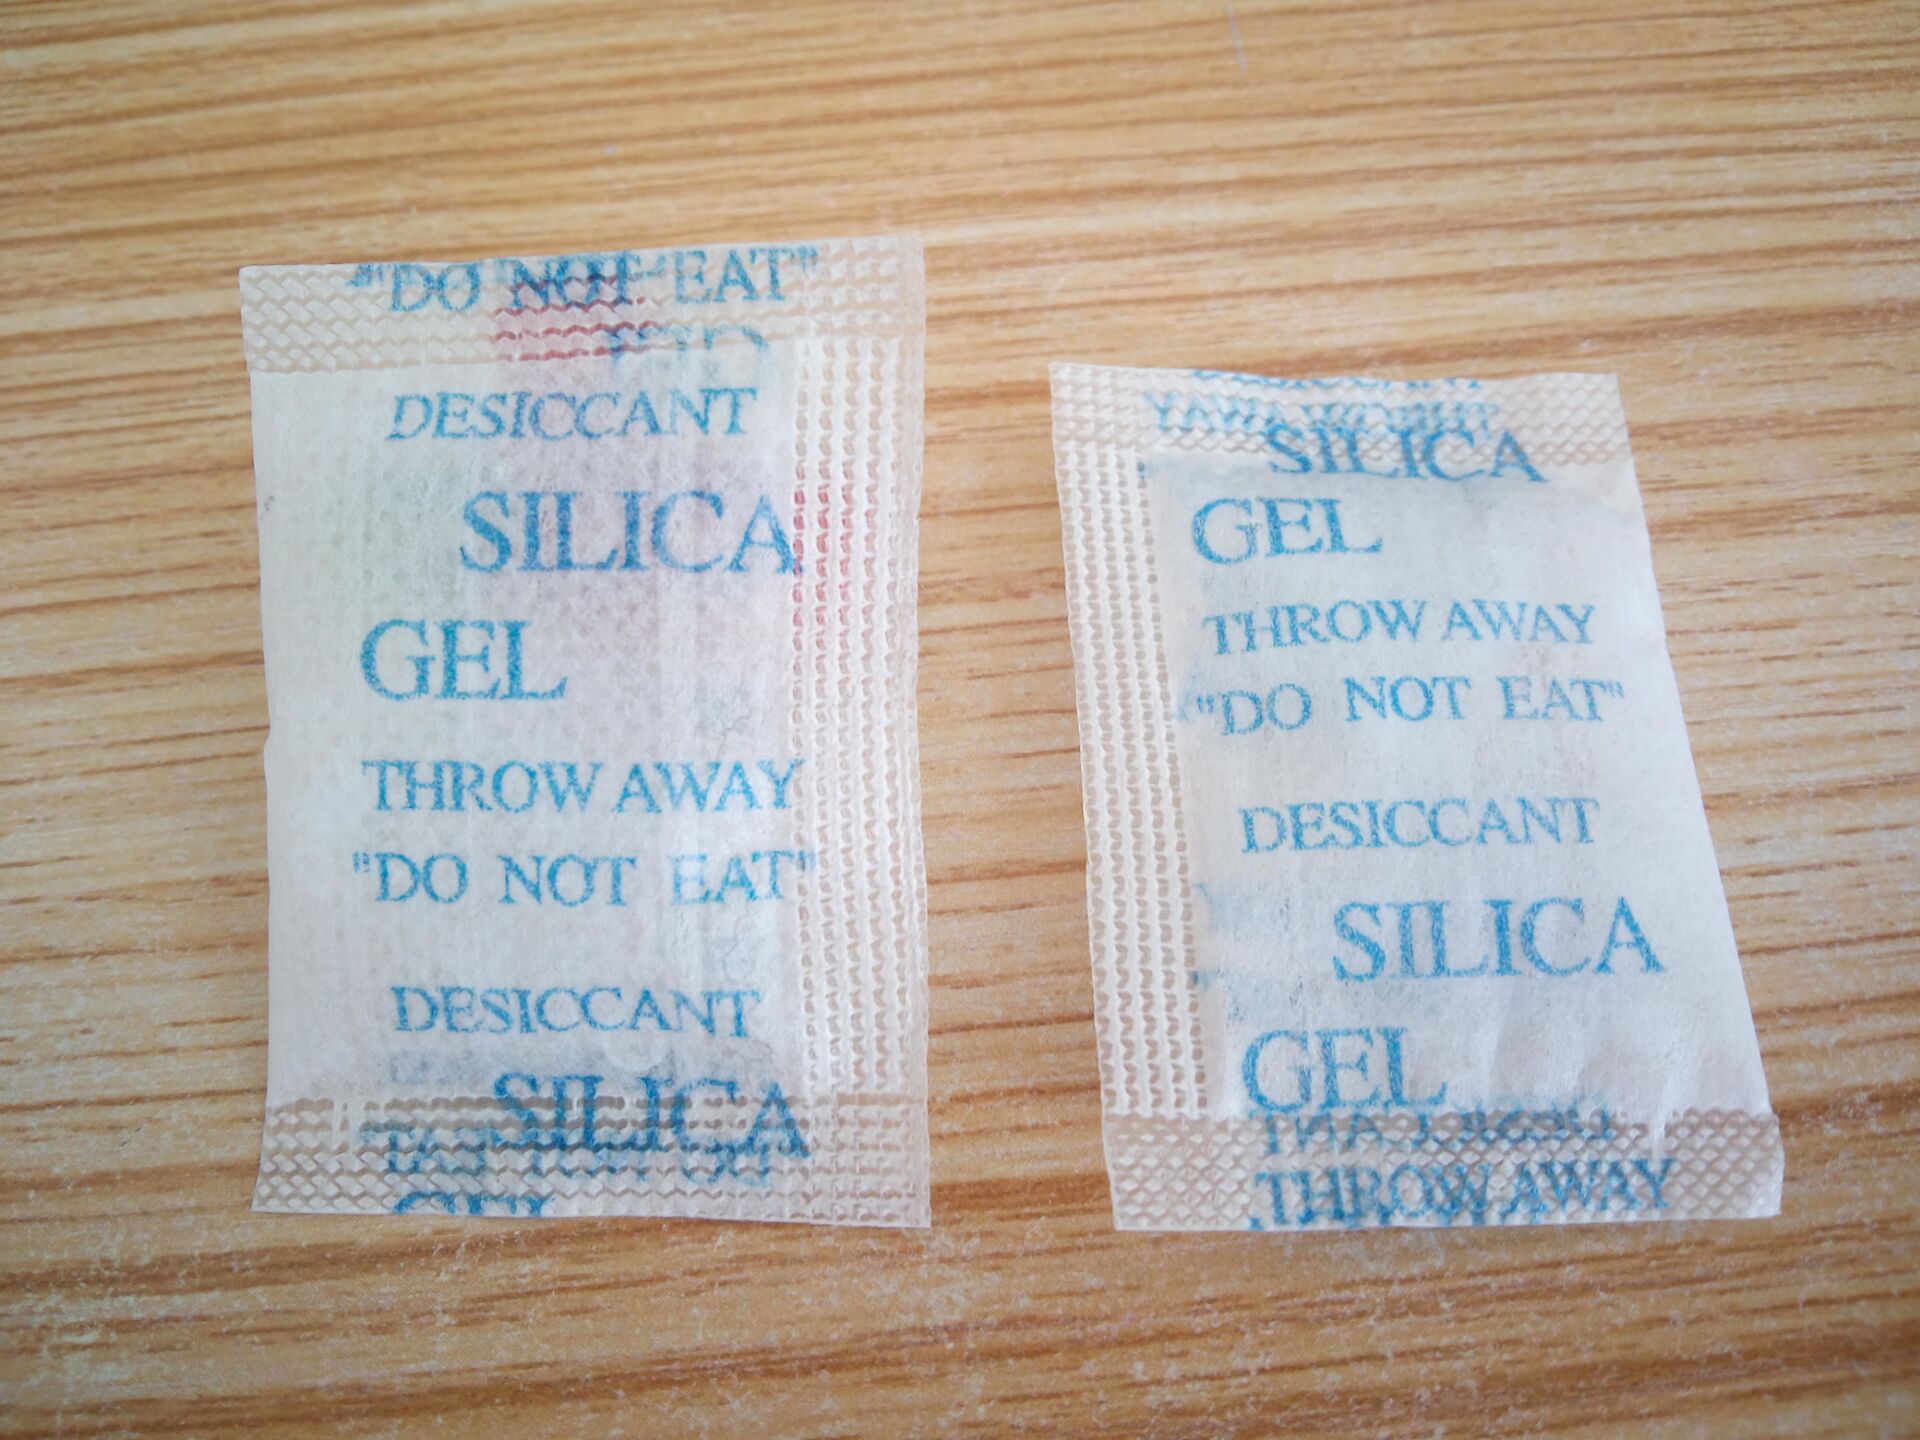 "DO NOT EAT"
DESICCANT
SILICA
GEL
THROW AWAY
"DO NOT EAT"
DESICCANT
SILICA
GEL
SILICA
GEL
THROW AWAY
"DO NOT EAT"
DESICCANT
SILICA
GEL
THROW AWAY